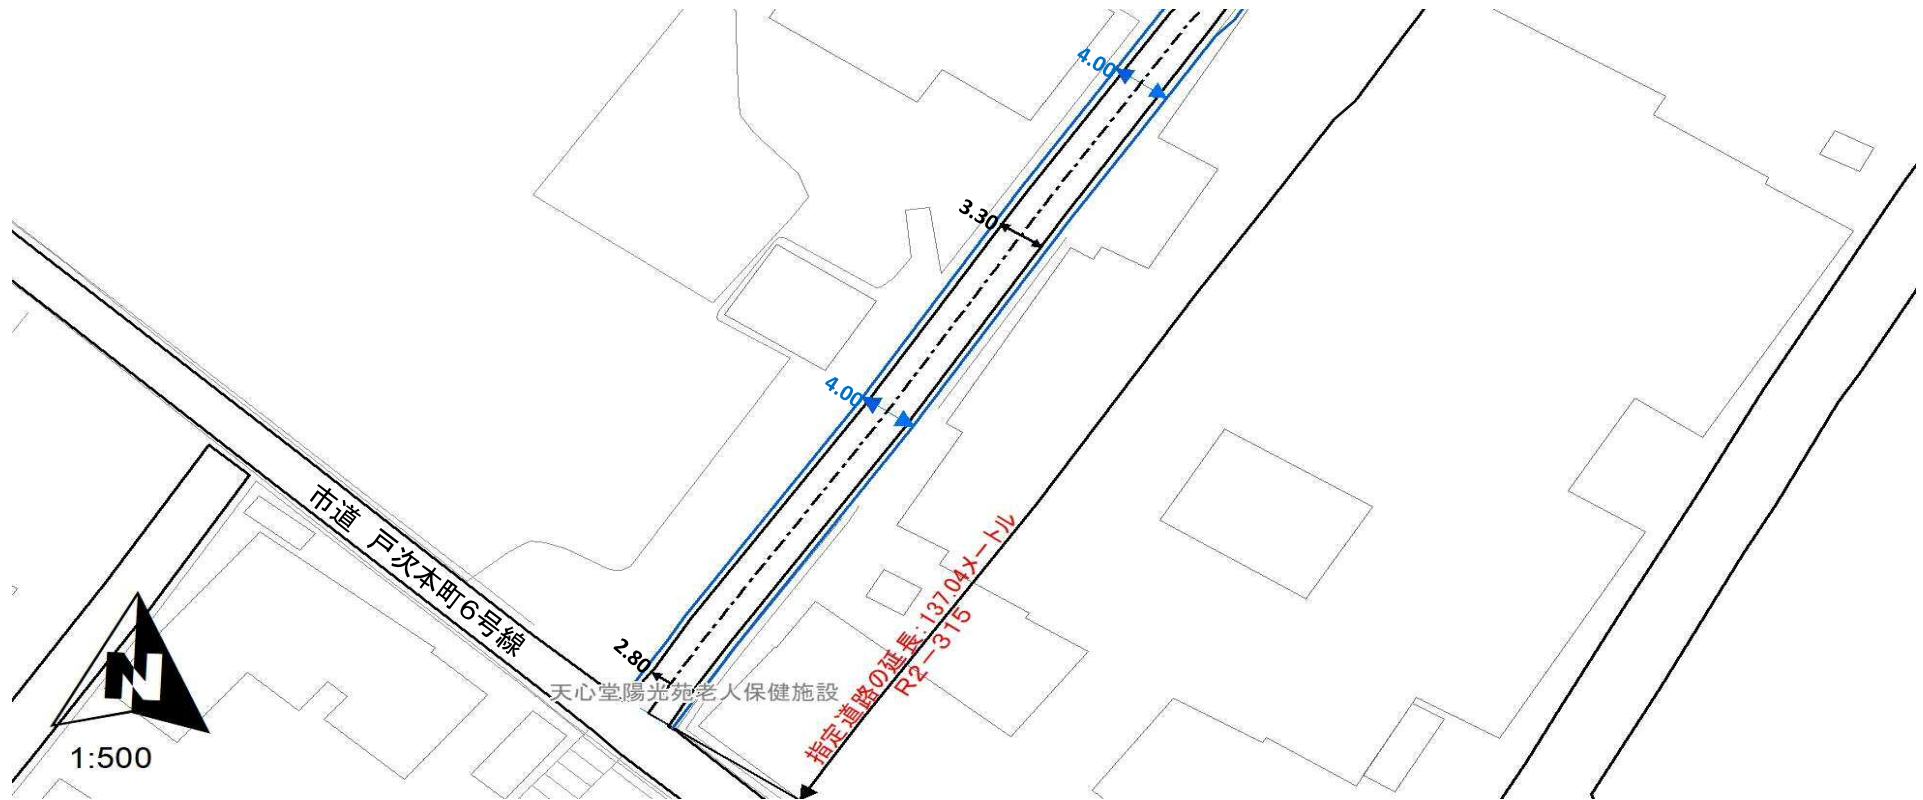 4.00
3.30
4.00
市道 戸次本町6号線
2.80
天心堂陽光苑老人保健施設
指定道路の延長:137.04メートル
R2-315
N
1:500